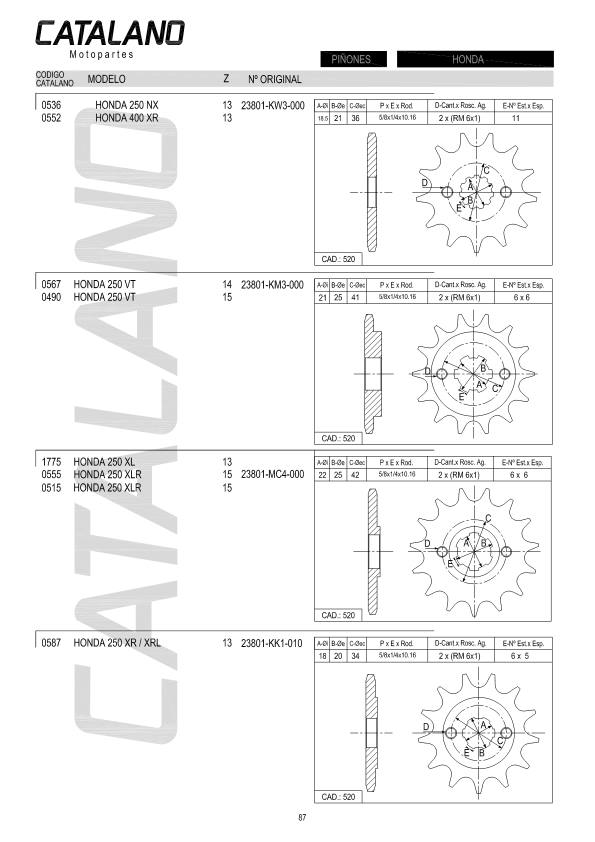 CATALANO
Motopartes
PIÑONES HONDA
CODIGO
CATALANO MODELO Z Nº ORIGINAL
0536 HONDA 250 NX 13 23801-KW3-000
0552 HONDA 400 XR 13
A-Øi B-Øe C-Øec P x E x Rod. D-Cant.x Rosc. Ag. E-Nº Est.x Esp.
18.5 21 36 5/8x1/4x10.16 2 x (RM 6x1) 11
C
D
A
B
E
CAD.: 520
0567 HONDA 250 VT 14 23801-KM3-000
0490 HONDA 250 VT 15
A-Øi B-Øe C-Øec P x E x Rod. D-Cant.x Rosc. Ag. E-Nº Est.x Esp.
21 25 41 5/8x1/4x10.16 2 x (RM 6x1) 6 x 6
D
B
A
C
E
CAD.: 520
1775 HONDA 250 XL 13
0555 HONDA 250 XLR 15 23801-MC4-000
0515 HONDA 250 XLR 15
A-Øi B-Øe C-Øec P x E x Rod. D-Cant.x Rosc. Ag. E-Nº Est.x Esp.
22 25 42 5/8x1/4x10.16 2 x (RM 6x1) 6 x 6
C
D
A
B
E
CAD.: 520
0587 HONDA 250 XR / XRL 13 23801-KK1-010
A-Øi B-Øe C-Øec P x E x Rod. D-Cant.x Rosc. Ag. E-Nº Est.x Esp.
18 20 34 5/8x1/4x10.16 2 x (RM 6x1) 6 x 5
D
A
C
E
B
CAD.: 520
CATALANO
87